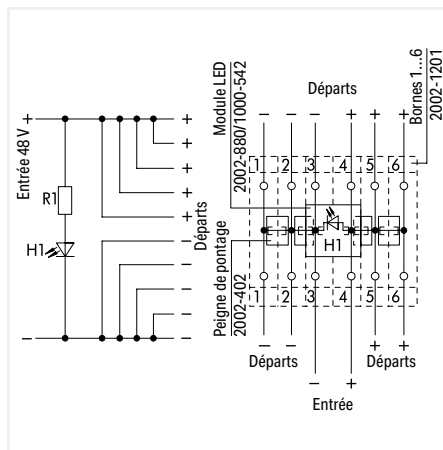 +
Entrée 48 V
R1
H1
−
+
+
+
+
+
−
−
−
−
−
Départs
Module LED
2002-880/1000-542
Bornes 1...6
2002-1201
Peigne de pontage
2002-402
Départs
− − − + + +
1 2 3 4 5 6
H1
1 2 3 4 5 6
− − + +
Départs Départs
− +
Entrée